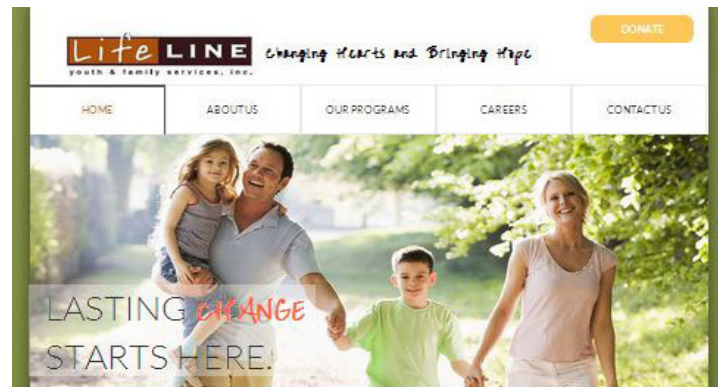 DONATE
Life LINE Changing Hearts and Bringing Hope
youth & family services, inc.
HOME ABOUT US OUR PROGRAMS CAREERS CONTACT US
LASTING CHANGE
STARTS HERE.